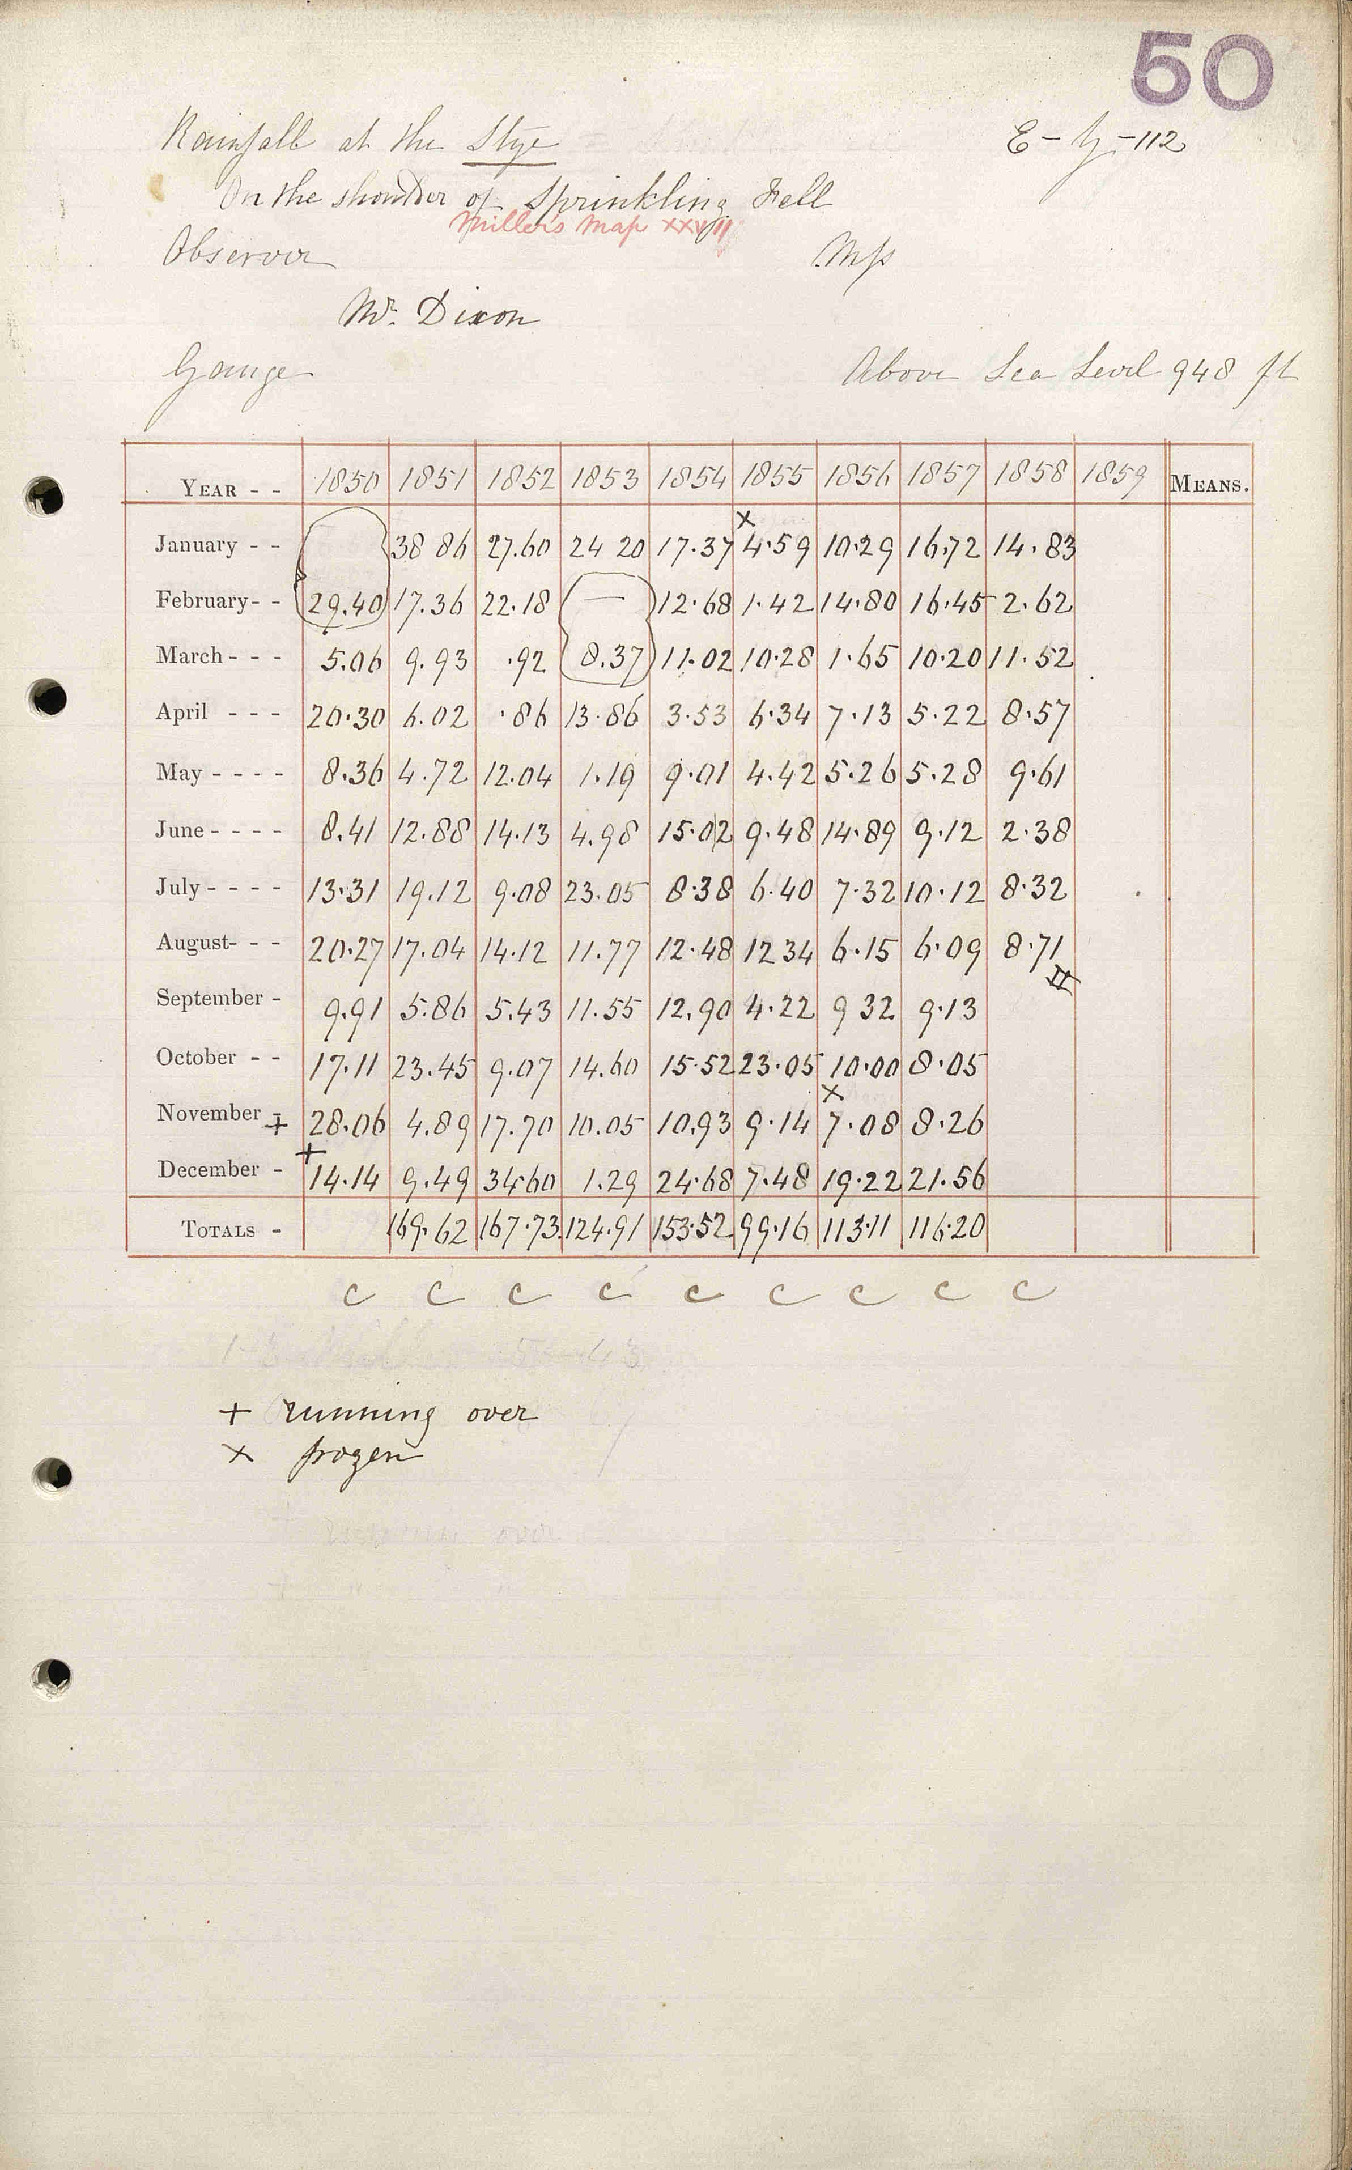 50
Rainfall at the Stye
E - y - 112
On the shoulder of Sprinkling Fell
Miller's Map XXVII
Observer
Mss
Mr. Dixon
Gauge
Above Sea Level 948 ft
YEAR - - 1850 1851 1852 1853 1854 1855 1856 1857 1858 1859 MEANS.
×
January - - 38 86 27.60 24 20 17.37 4.59 10.29 16.72 14.83
February - - 29.40 17.36 22.18 — 12.68 1.42 14.80 16.45 2.62
March - - - 5.06 9.93 .92 8.37 11.02 10.28 1.65 10.20 11.52
April - - - 20.30 6.02 .86 13.86 3.53 6.34 7.13 5.22 8.57
May - - - - 8.36 4.72 12.04 1.19 9.01 4.42 5.26 5.28 9.61
June - - - - 8.41 12.88 14.13 4.98 15.02 9.48 14.89 9.12 2.38
July - - - - 13.31 19.12 9.08 23.05 8.38 6.40 7.32 10.12 8.32
August - - - 20.27 17.04 14.12 11.77 12.48 12 34 6.15 6.09 8.71
September - 9.91 5.86 5.43 11.55 12.90 4.22 9 32 9.13
October - - 17.11 23.45 9.07 14.60 15.52 23.05 10.00 8.05
×
November + 28.06 4.89 17.70 10.05 10.93 9.14 7.08 8.26
+
December - 14.14 9.49 34.60 1.29 24.68 7.48 19.22 21.56
TOTALS - 169.62 167.73 124.91 153.52 99.16 113.11 116.20
c c c c c c c c c
+ running over
× frozen